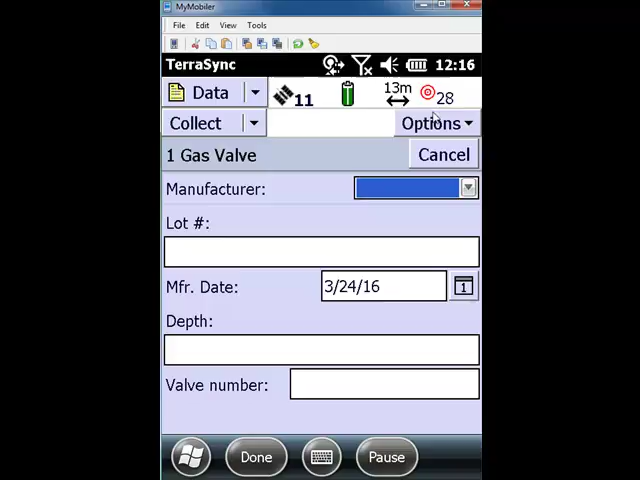 MyMobiler
File Edit View Tools
TerraSync 12:16
Data 11 13m 28
Collect Options
1 Gas Valve Cancel
Manufacturer:
Lot #:
Mfr. Date: 3/24/16 1
Depth:
Valve number:
Done Pause